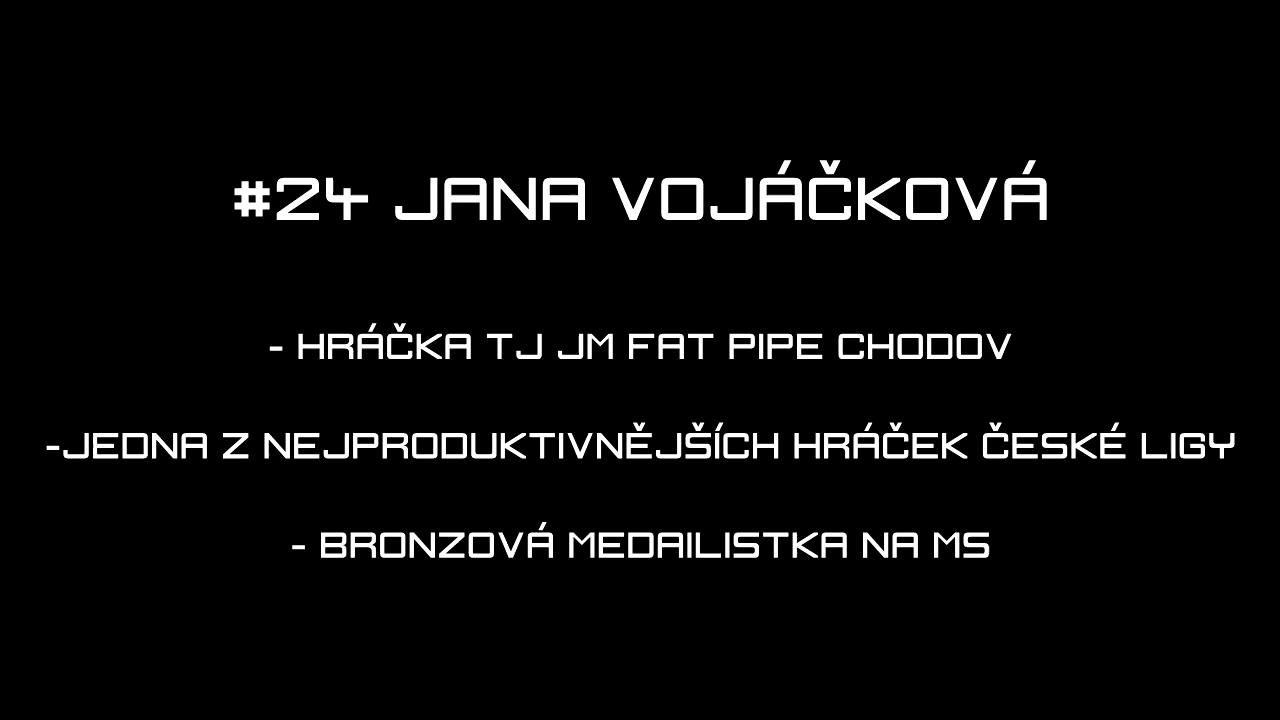 #24 JANA VOJÁČKOVÁ
- HRÁČKA TJ JM FAT PIPE CHODOV
-JEDNA Z NEJPRODUKTIVNĚJŠÍCH HRÁČEK ČESKÉ LIGY
- BRONZOVÁ MEDAILISTKA NA MS